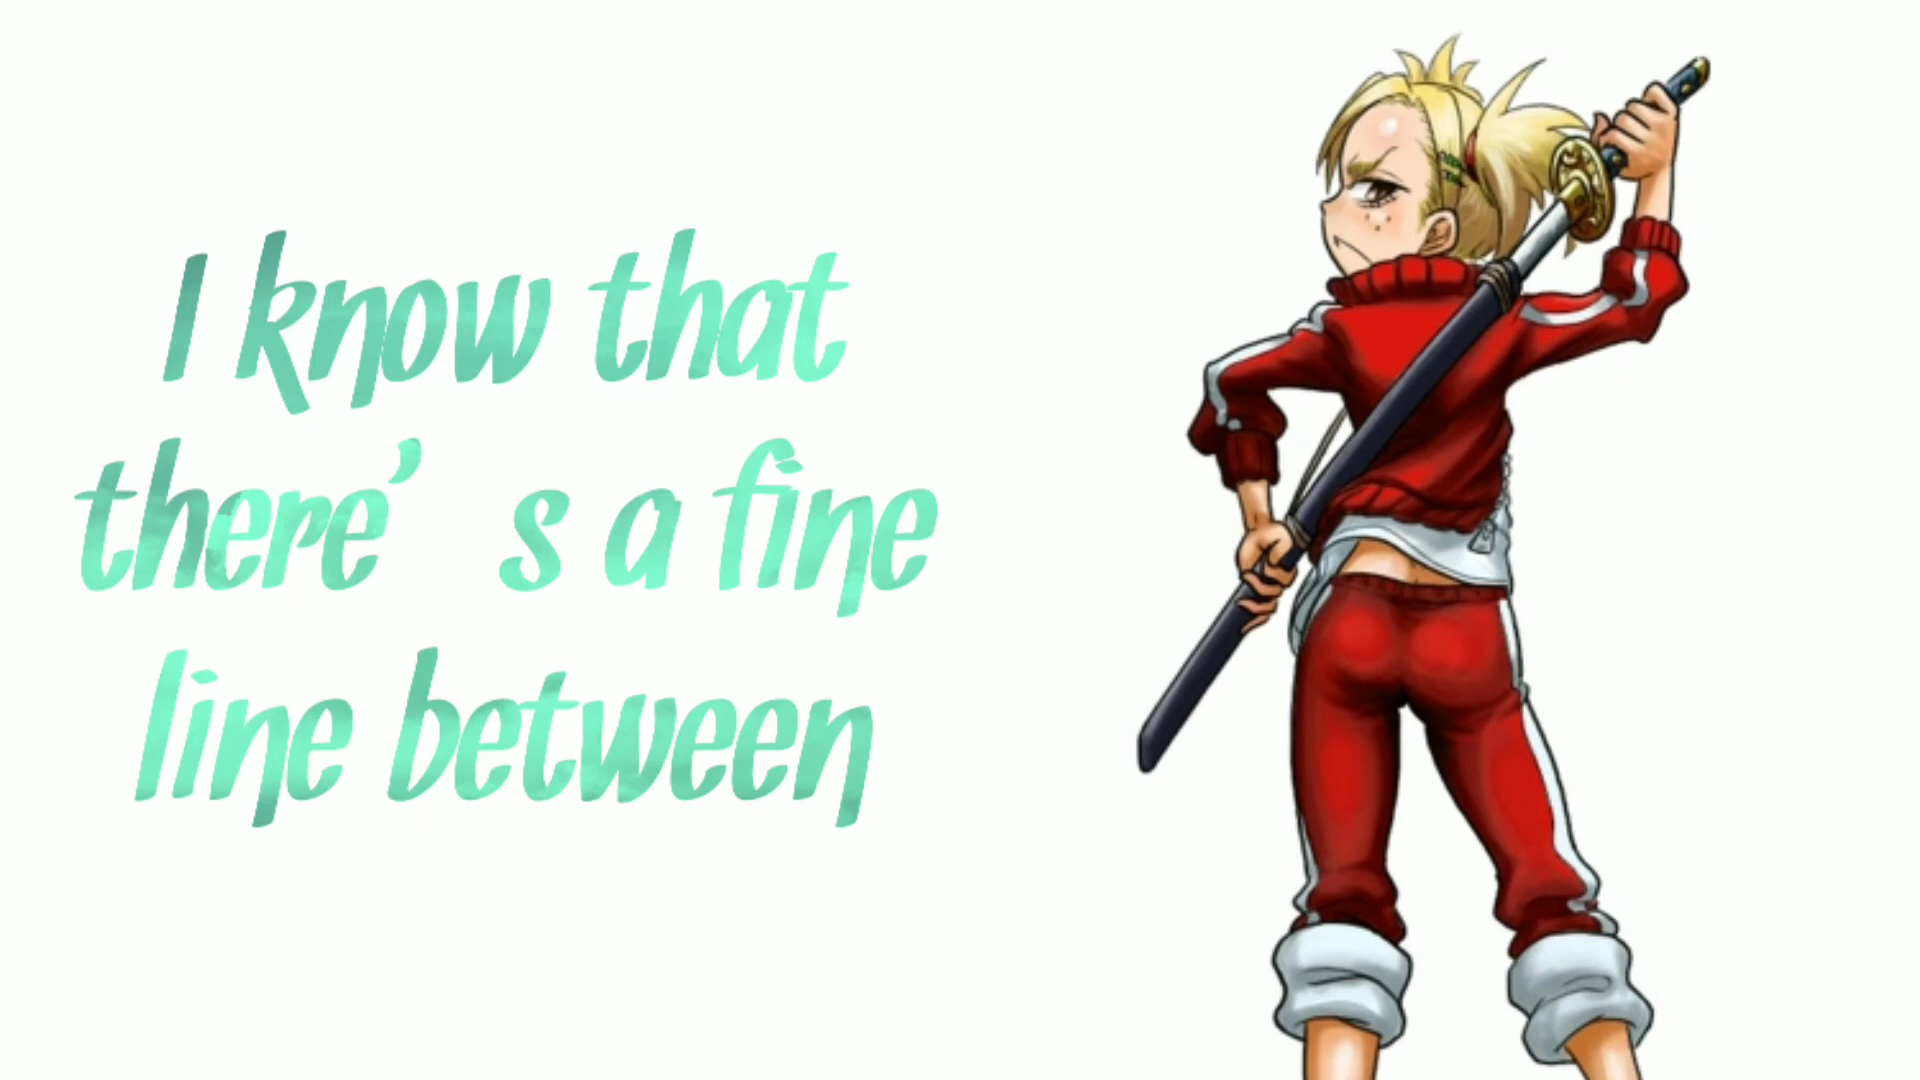 I know that
there’ s a fine
line between